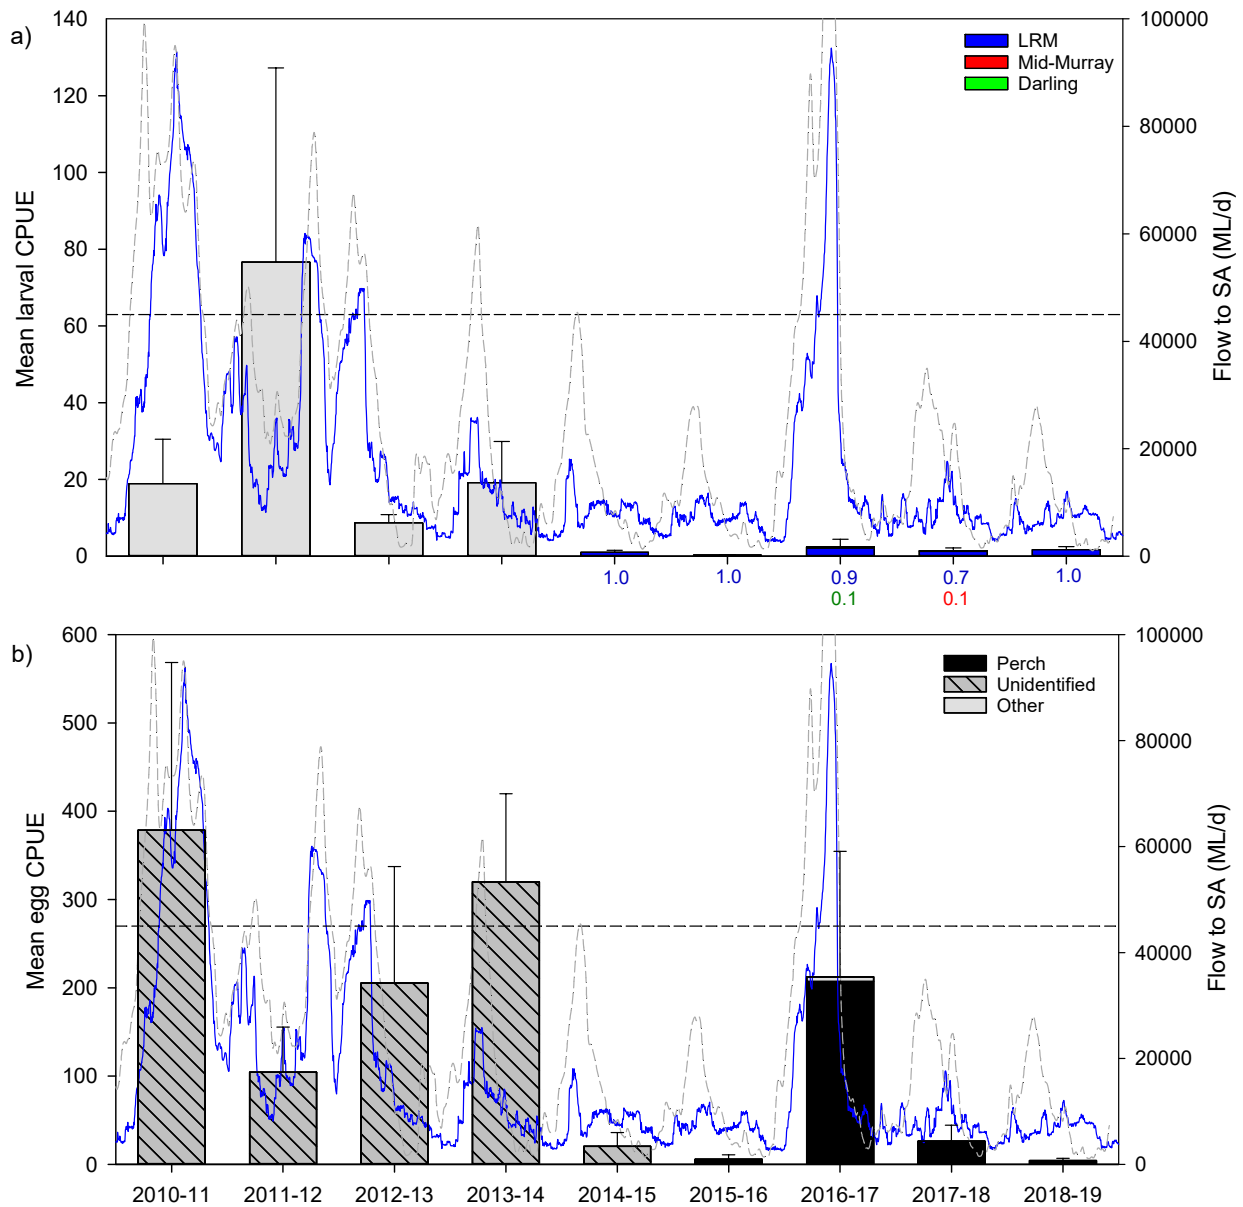 a)
Mean larval CPUE
140
120
100
80
60
40
20
0
LRM
Mid-Murray
Darling
100000
80000
60000
40000
20000
0
Flow to SA (ML/d)
1.0 1.0 0.9 0.7 1.0
0.1 0.1
b)
Mean egg CPUE
600
500
400
300
200
100
0
Perch
Unidentified
Other
100000
80000
60000
40000
20000
0
Flow to SA (ML/d)
2010-11 2011-12 2012-13 2013-14 2014-15 2015-16 2016-17 2017-18 2018-19